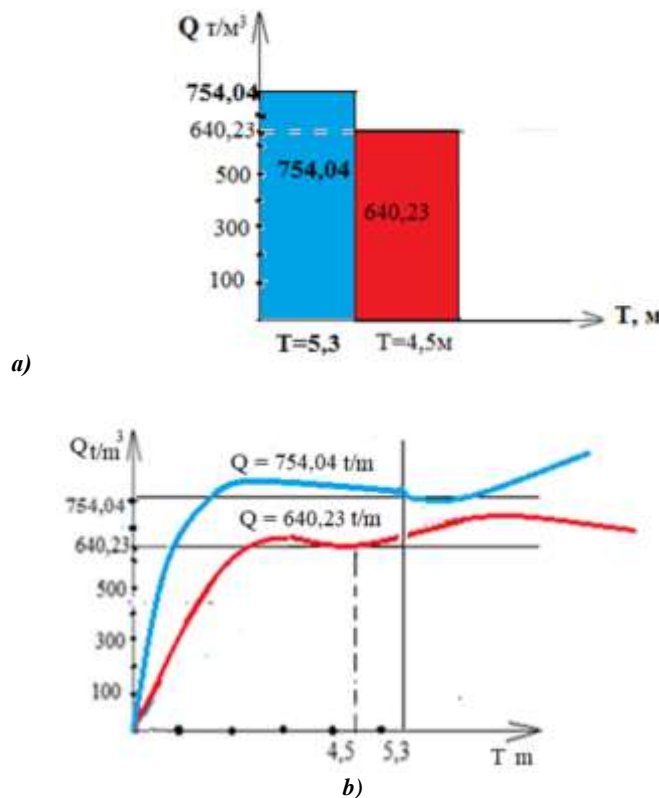 Q т/м³
754,04
640,23
500
300
100
754,04
640,23
T, м
T=5,3
T=4,5м
a)
Q t/m³
Q = 754,04 t/m
754,04
Q = 640,23 t/m
640,23
500
300
100
4,5
5,3
T m
b)